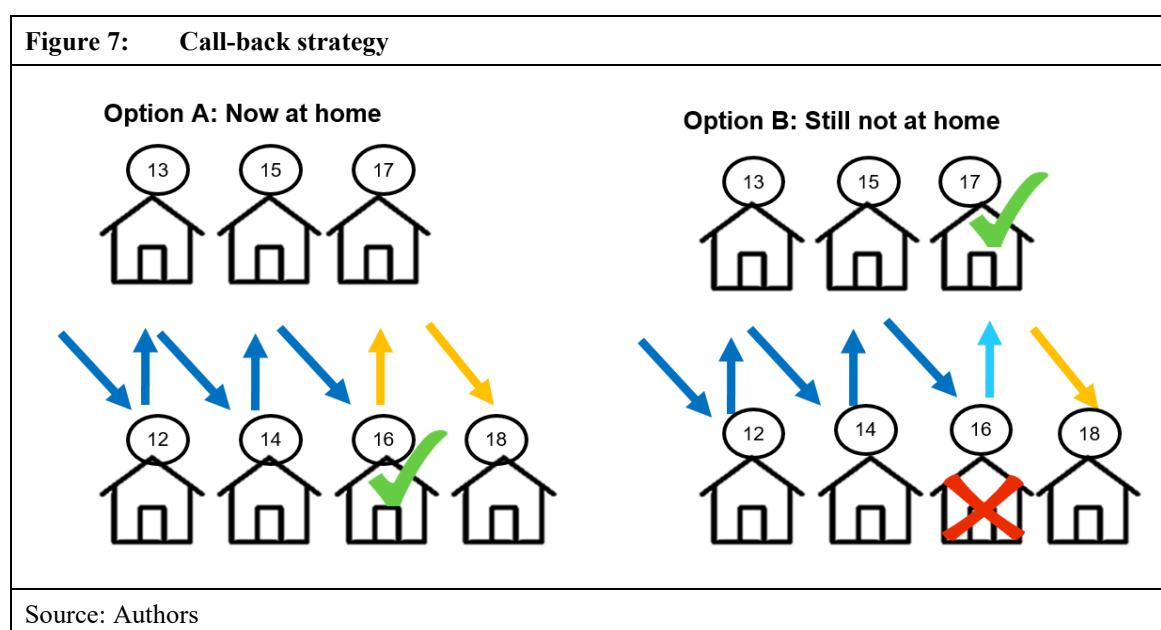 Figure 7: Call-back strategy
Option A: Now at home
13 15 17
12 14 16 18
Option B: Still not at home
13 15 17
12 14 16 18
Source: Authors